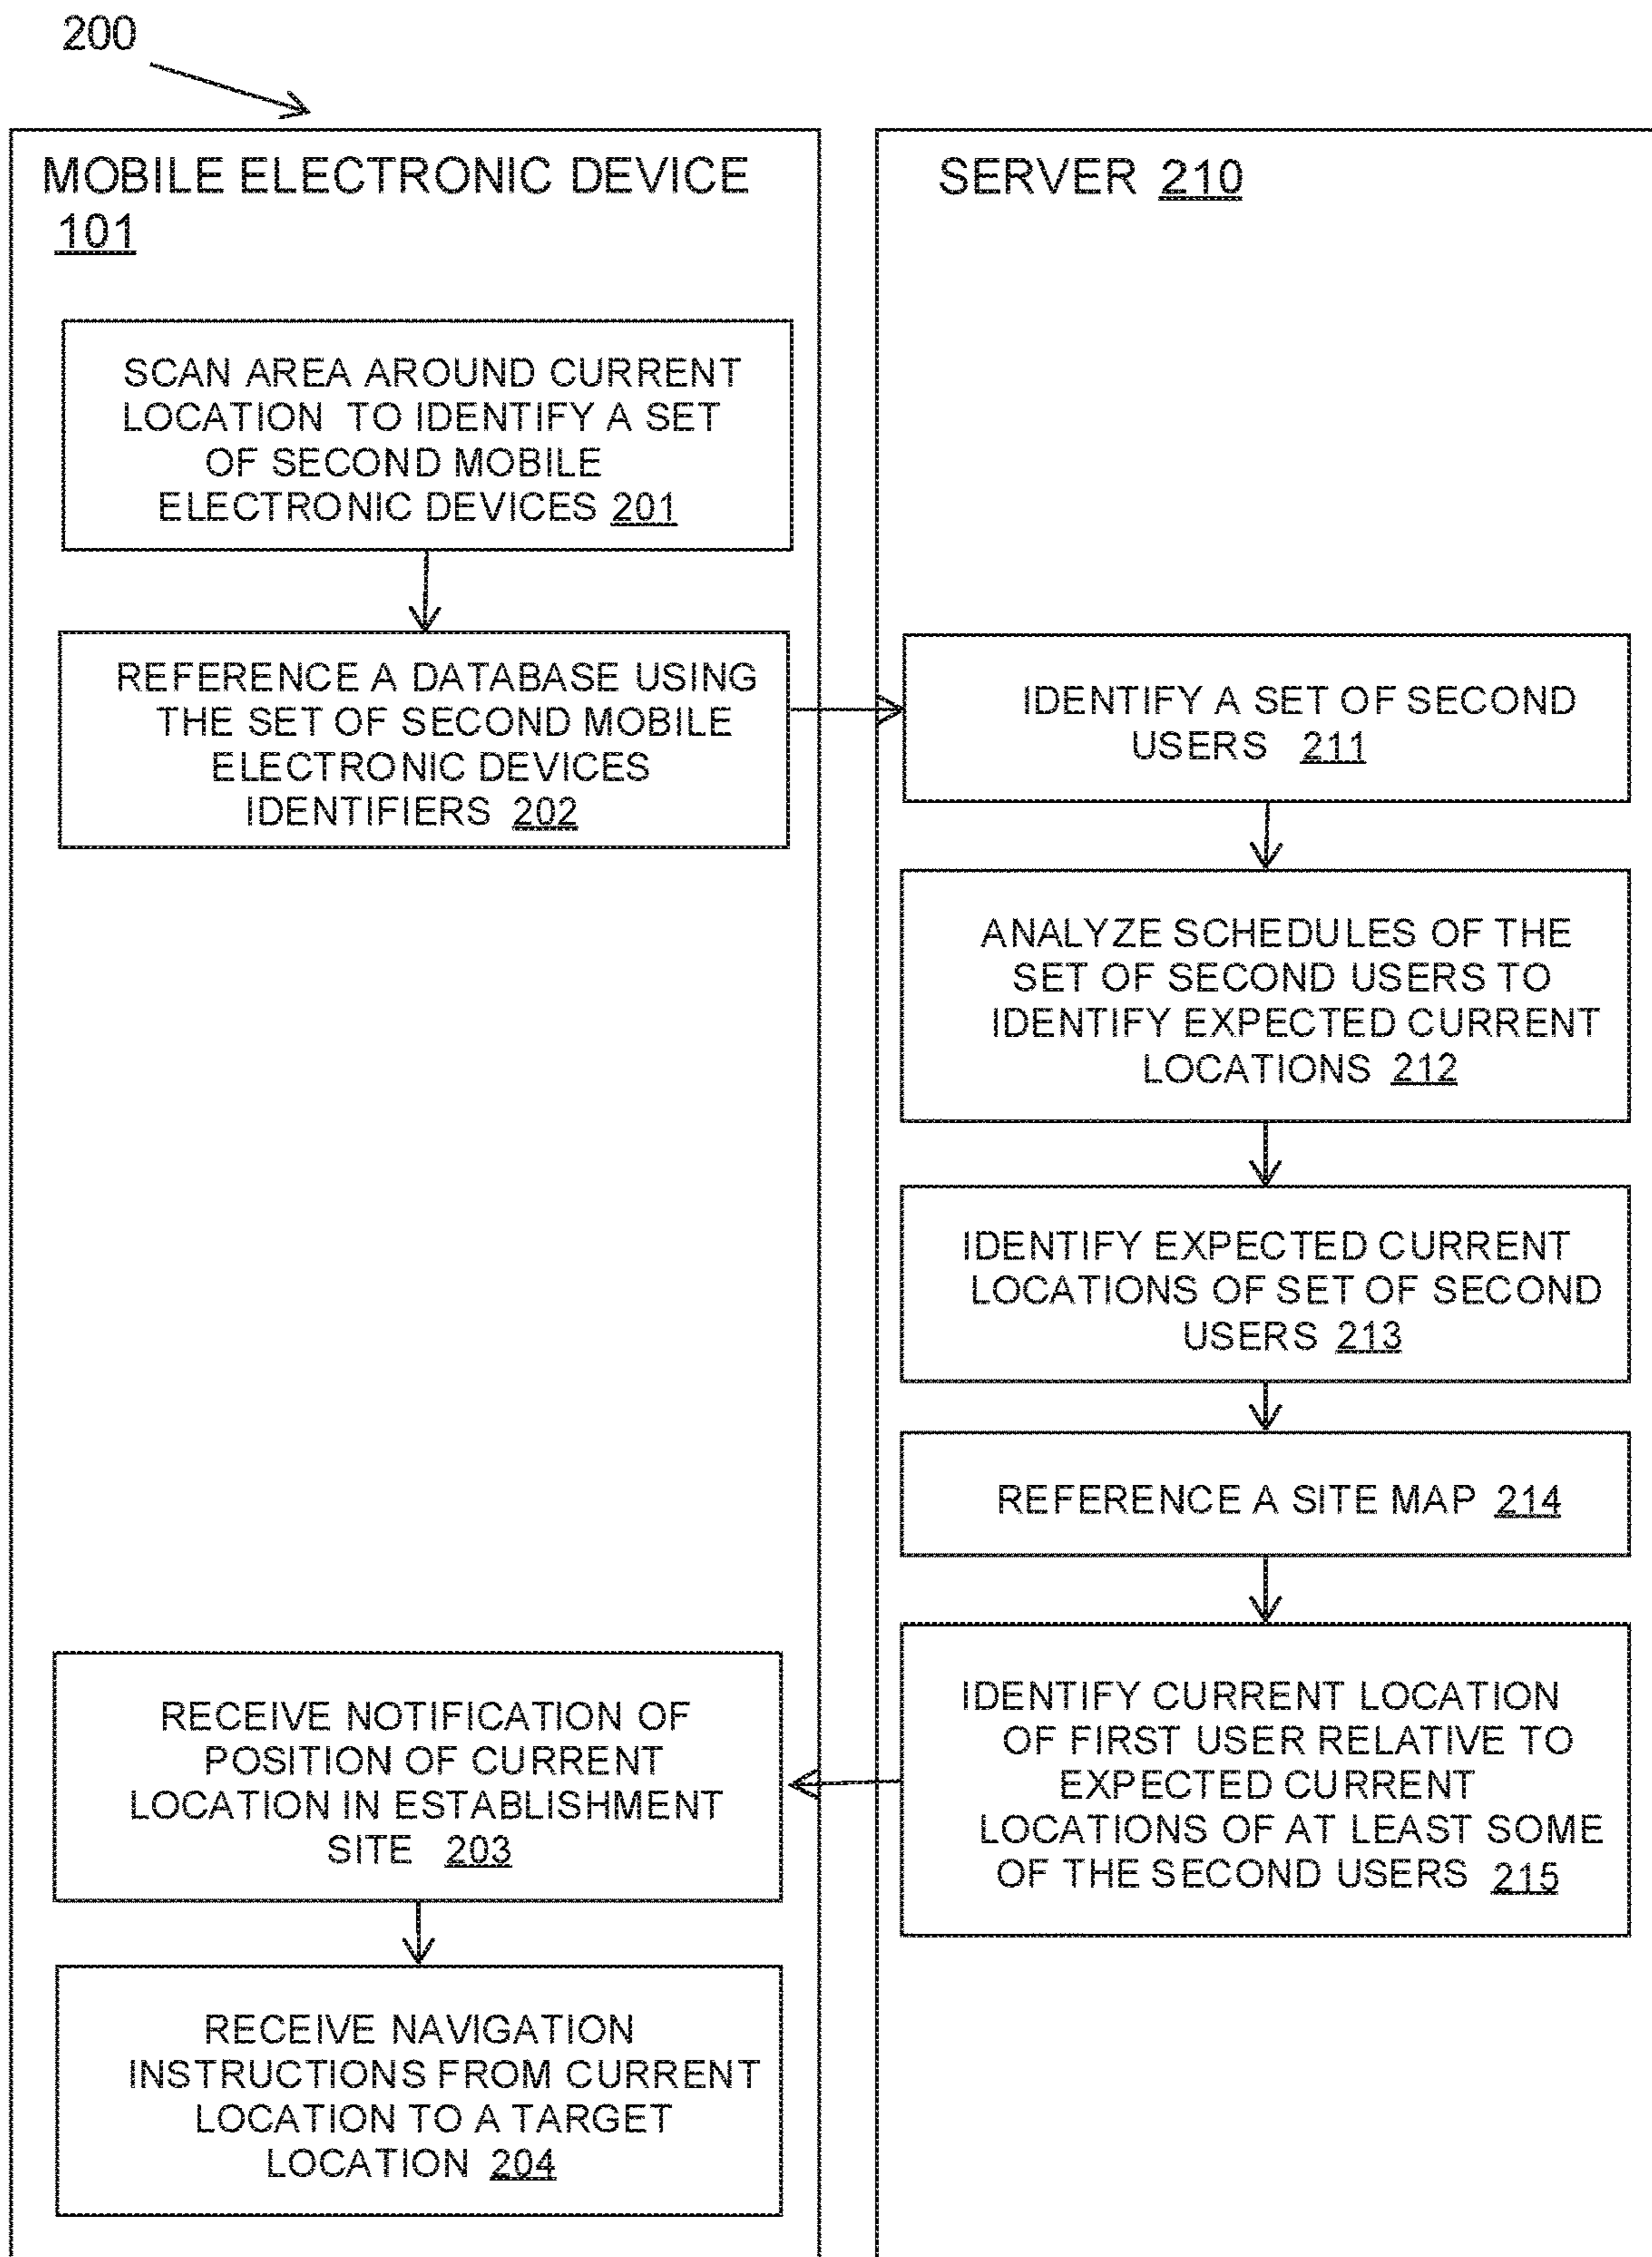 200
MOBILE ELECTRONIC DEVICE
101
SCAN AREA AROUND CURRENT
LOCATION TO IDENTIFY A SET
OF SECOND MOBILE
ELECTRONIC DEVICES 201
REFERENCE A DATABASE USING
THE SET OF SECOND MOBILE
ELECTRONIC DEVICES
IDENTIFIERS 202
SERVER 210
IDENTIFY A SET OF SECOND
USERS 211
ANALYZE SCHEDULES OF THE
SET OF SECOND USERS TO
IDENTIFY EXPECTED CURRENT
LOCATIONS 212
IDENTIFY EXPECTED CURRENT
LOCATIONS OF SET OF SECOND
USERS 213
REFERENCE A SITE MAP 214
IDENTIFY CURRENT LOCATION
OF FIRST USER RELATIVE TO
EXPECTED CURRENT
LOCATIONS OF AT LEAST SOME
OF THE SECOND USERS 215
RECEIVE NOTIFICATION OF
POSITION OF CURRENT
LOCATION IN ESTABLISHMENT
SITE 203
RECEIVE NAVIGATION
INSTRUCTIONS FROM CURRENT
LOCATION TO A TARGET
LOCATION 204